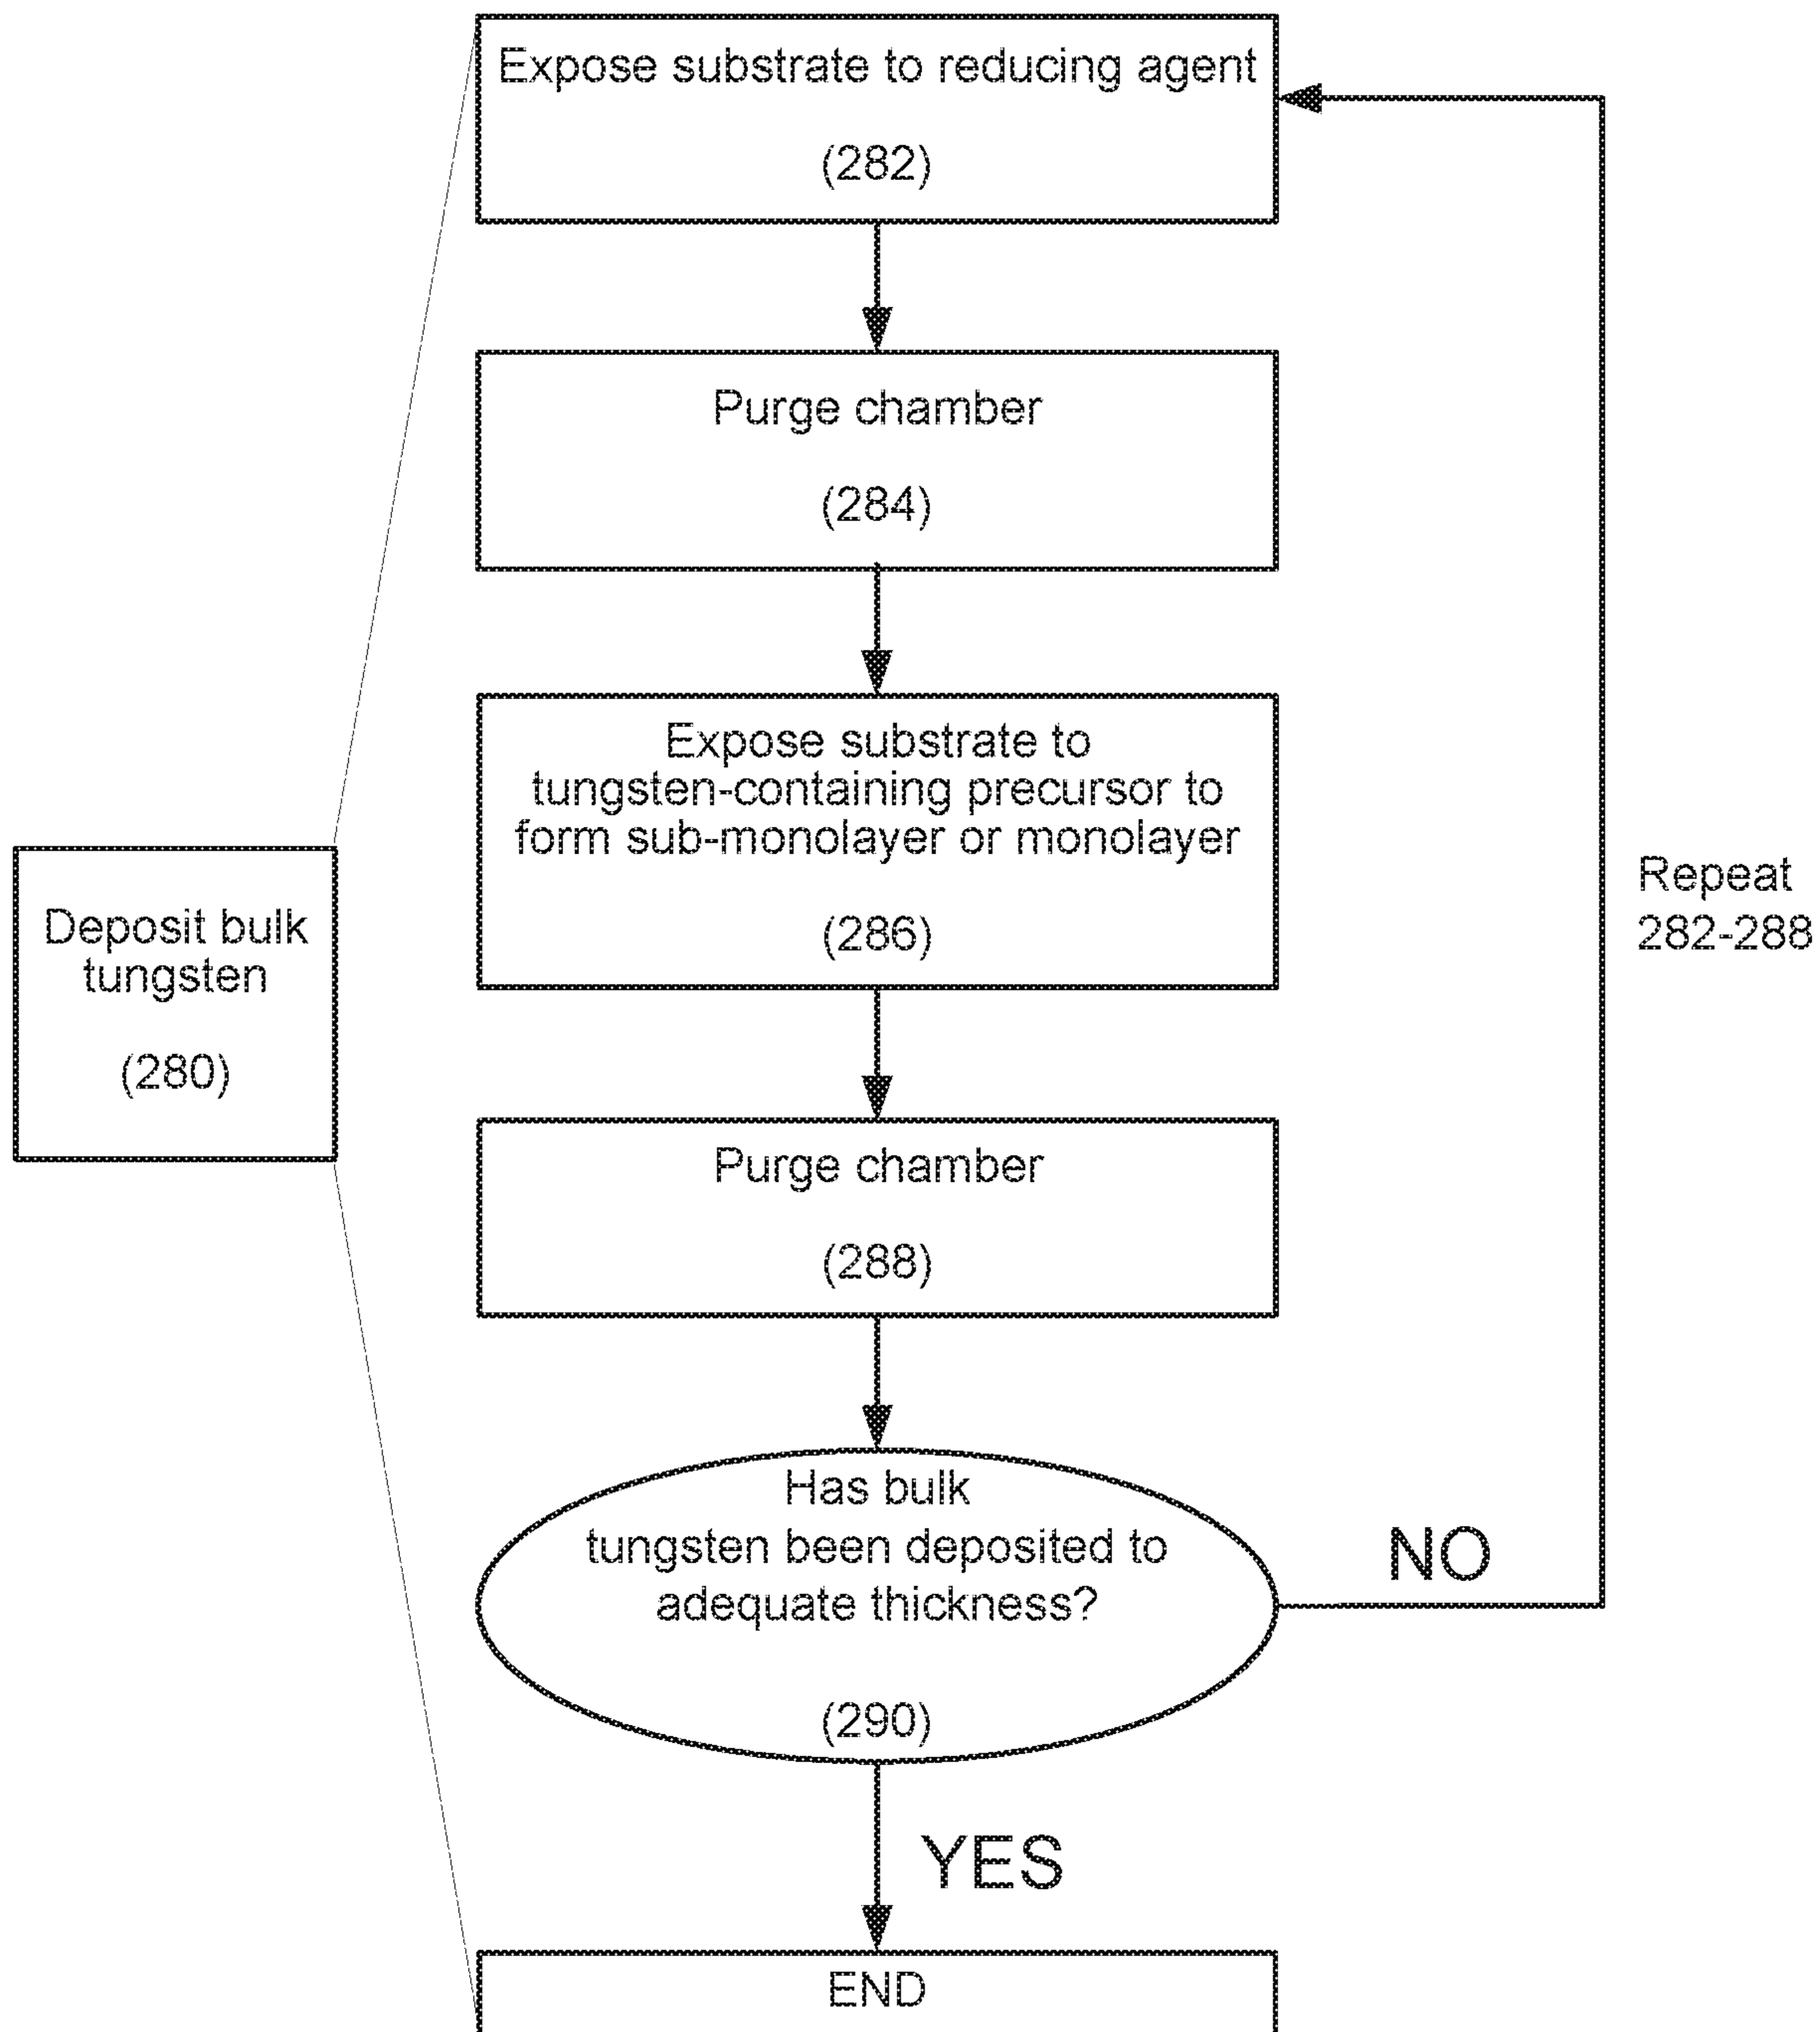 Expose substrate to reducing agent
(282)
Purge chamber
(284)
Expose substrate to
tungsten-containing precursor to
form sub-monolayer or monolayer
(286)
Deposit bulk
tungsten
(280)
Repeat
282-288
Purge chamber
(288)
Has bulk
tungsten been deposited to
adequate thickness?
(290)
NO
YES
END